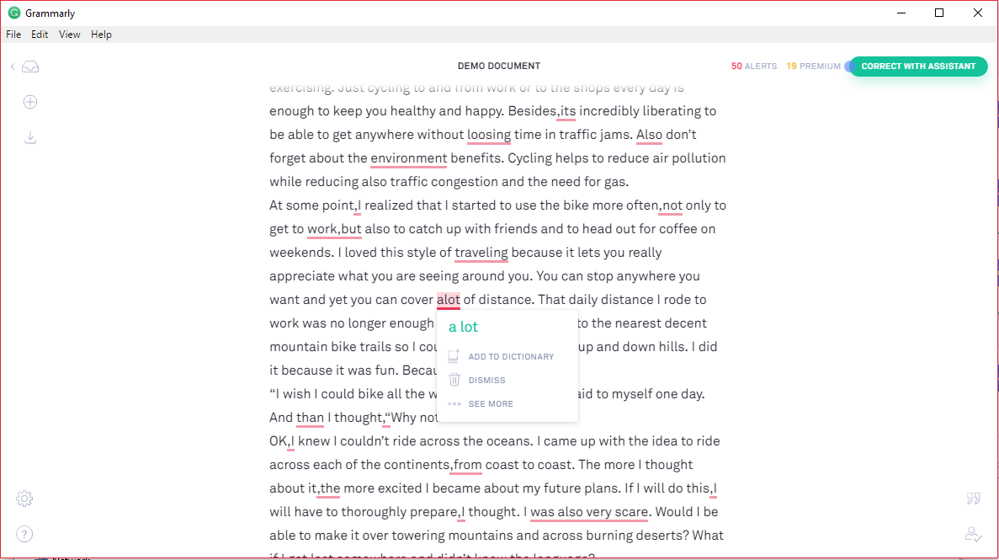 Grammarly
File Edit View Help
DEMO DOCUMENT
50 ALERTS 19 PREMIUM CORRECT WITH ASSISTANT
exercising. Just cycling to and from work or to the shops every day is
enough to keep you healthy and happy. Besides,its incredibly liberating to
be able to get anywhere without loosing time in traffic jams. Also don’t
forget about the environment benefits. Cycling helps to reduce air pollution
while reducing also traffic congestion and the need for gas.
At some point,I realized that I started to use the bike more often,not only to
get to work,but also to catch up with friends and to head out for coffee on
weekends. I loved this style of traveling because it lets you really
appreciate what you are seeing around you. You can stop anywhere you
want and yet you can cover alot of distance. That daily distance I rode to
work was no longer enough to the nearest decent
mountain bike trails so I up and down hills. I did
it because it was fun.
“I wish I could bike all the to myself one day.
And than I thought,“Why not
OK,I knew I couldn’t ride across the oceans. I came up with the idea to ride
across each of the continents,from coast to coast. The more I thought
about it,the more excited I became about my future plans. If I will do this,I
will have to thoroughly prepare,I thought. I was also very scare. Would I be
able to make it over towering mountains and across burning deserts? What
if I get lost somewhere and didn’t know the language?
a lot
ADD TO DICTIONARY
DISMISS
SEE MORE
Network